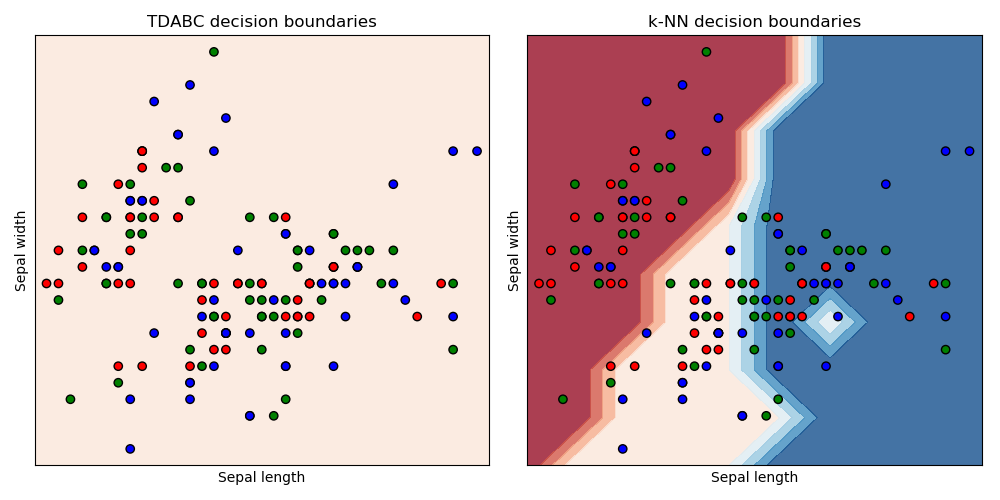 TDABC decision boundaries
k-NN decision boundaries
Sepal width
Sepal width
Sepal length
Sepal length